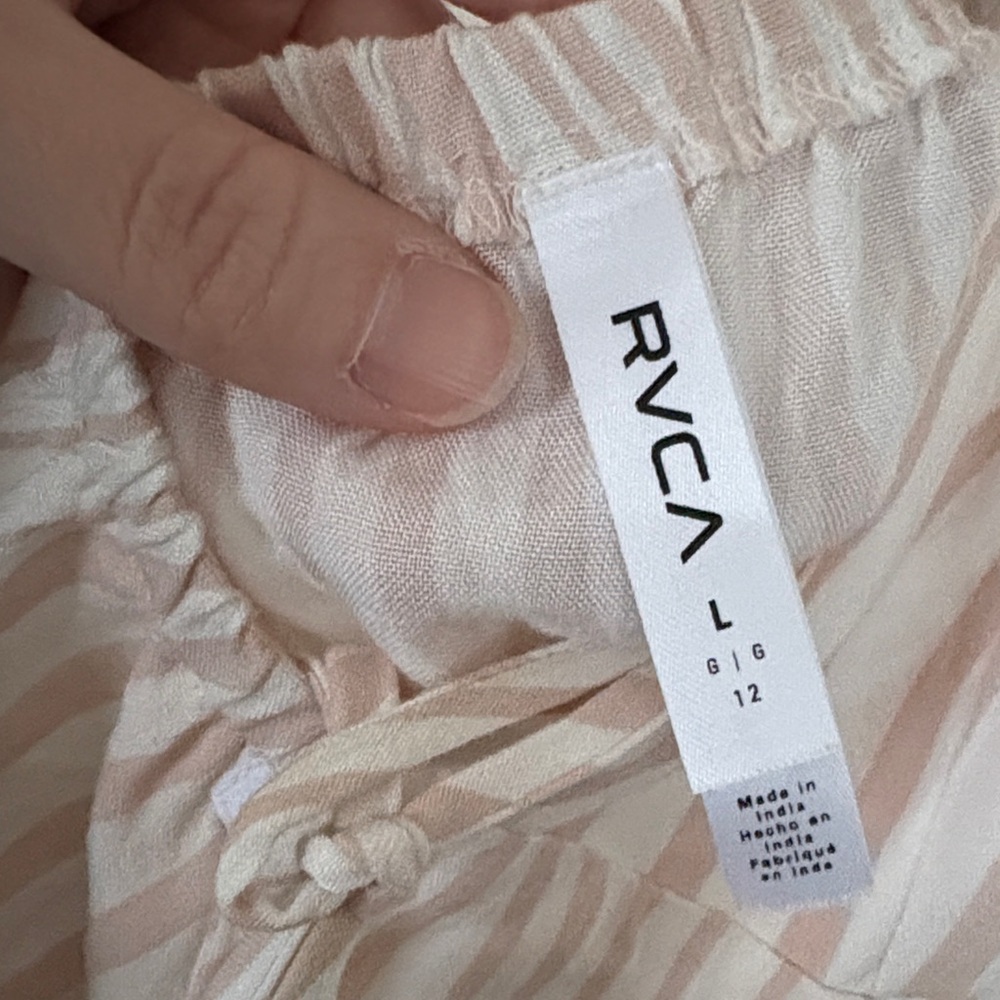 RVCA
L
G | G
12
Made in
India
Hecho en
India
Fabriqué
en Inde